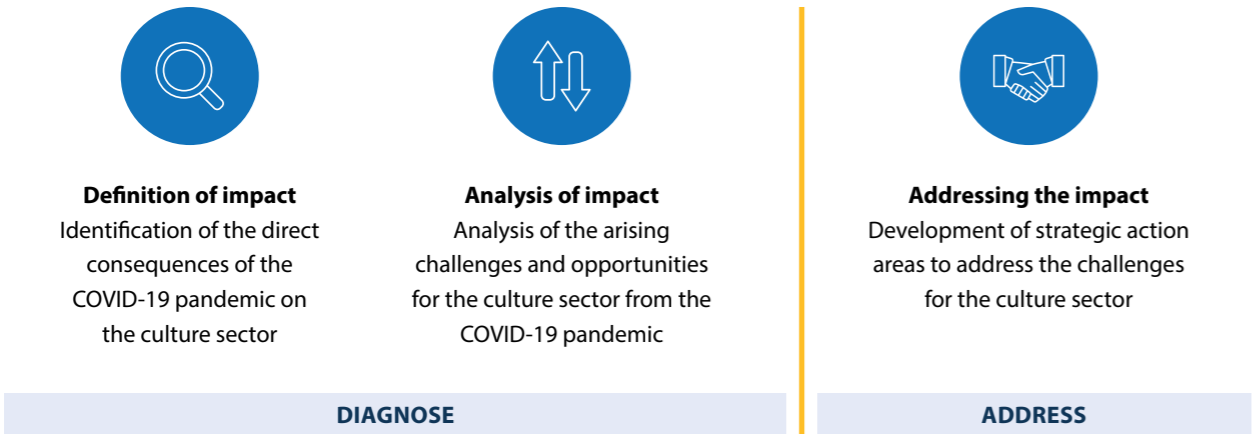 Definition of impact
Identification of the direct
consequences of the
COVID-19 pandemic on
the culture sector
Analysis of impact
Analysis of the arising
challenges and opportunities
for the culture sector from the
COVID-19 pandemic
Addressing the impact
Development of strategic action
areas to address the challenges
for the culture sector
DIAGNOSE
ADDRESS